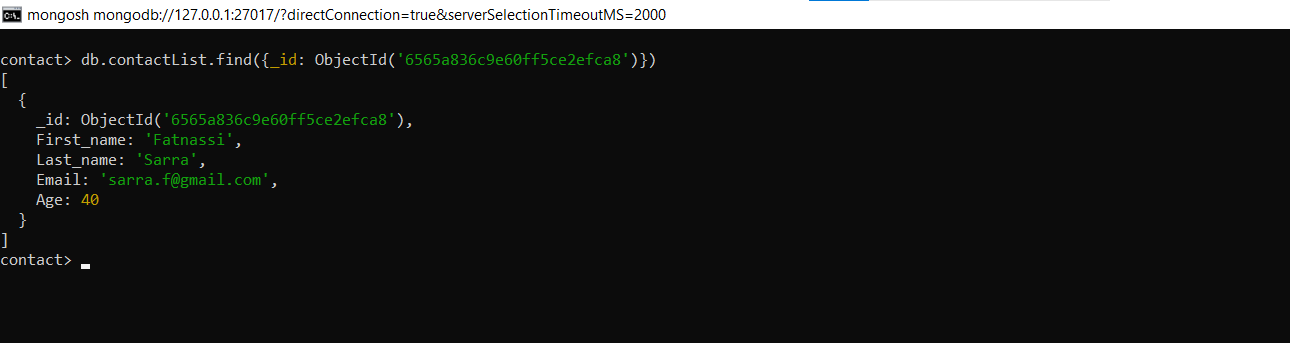 mongosh mongodb://127.0.0.1:27017/?directConnection=true&serverSelectionTimeoutMS=2000
contact> db.contactList.find({_id: ObjectId('6565a836c9e60ff5ce2efca8')})
[
  {
    _id: ObjectId('6565a836c9e60ff5ce2efca8'),
    First_name: 'Fatnassi',
    Last_name: 'Sarra',
    Email: 'sarra.f@gmail.com',
    Age: 40
  }
]
contact>